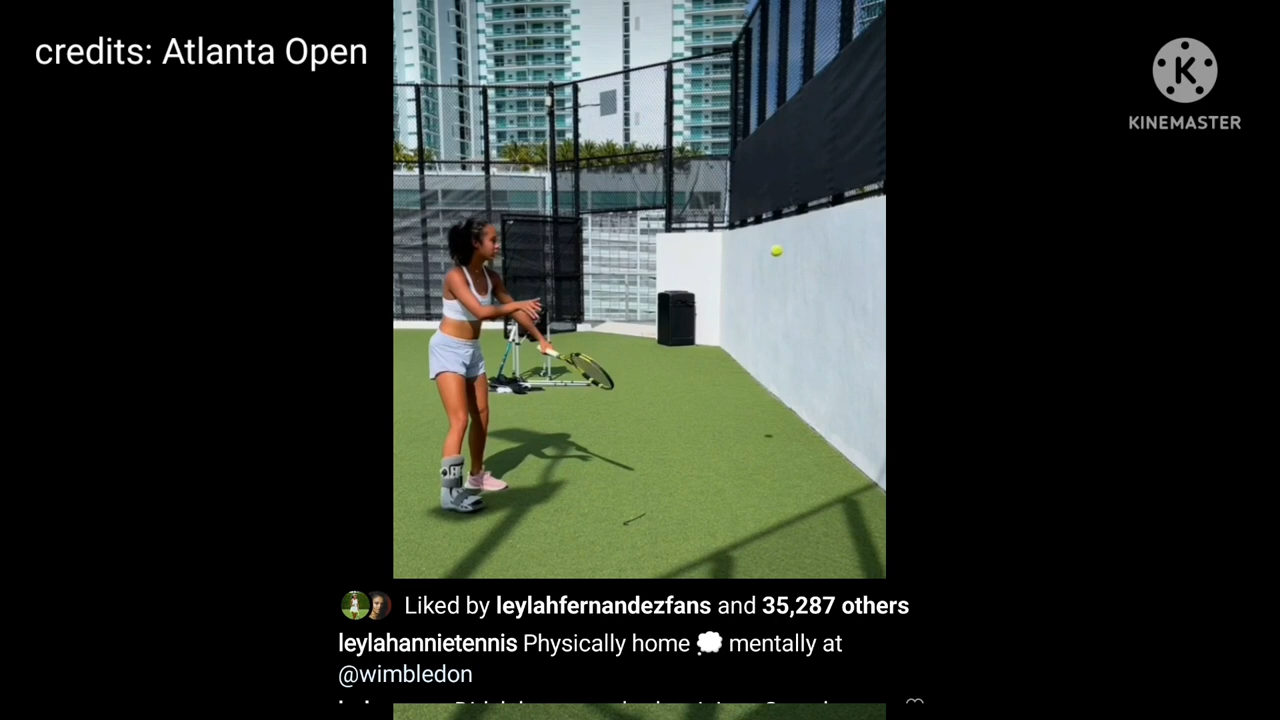 credits: Atlanta Open
KINEMASTER
Liked by leylahfernandezfans and 35,287 others
leylahannietennis Physically home 💭 mentally at
@wimbledon